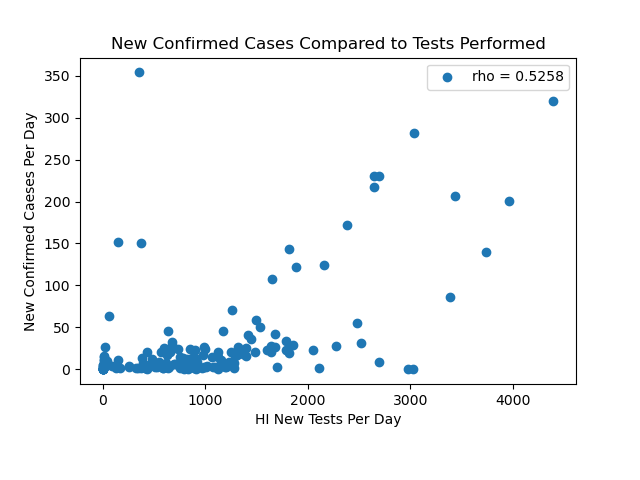 New Confirmed Cases Compared to Tests Performed
rho = 0.5258
350
300
250
200
150
100
50
0
New Confirmed Caeses Per Day
0 1000 2000 3000 4000
HI New Tests Per Day